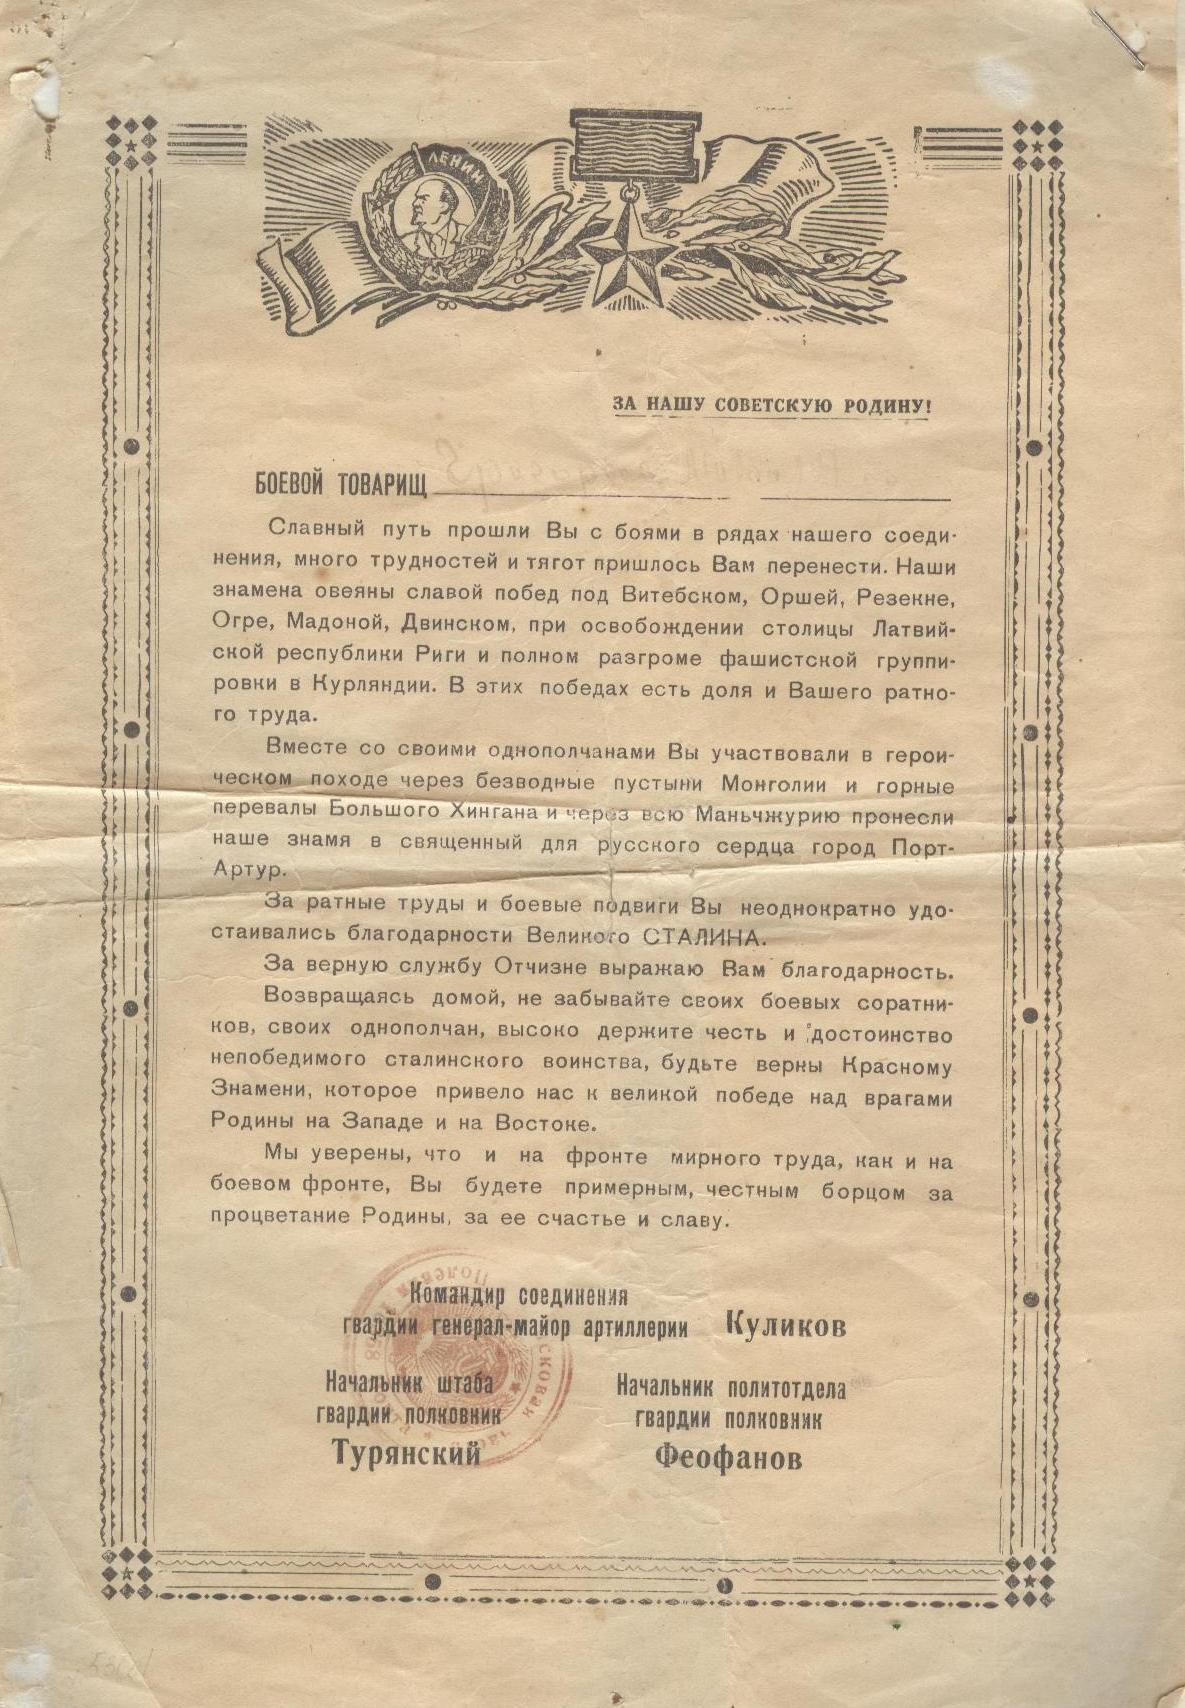 ЛЕНИН
ЗА НАШУ СОВЕТСКУЮ РОДИНУ!
БОЕВОЙ ТОВАРИЩ
Славный путь прошли Вы с боями в рядах нашего соеди-
нения, много трудностей и тягот пришлось Вам перенести. Наши
знамена овеяны славой побед под Витебском, Оршей, Резекне,
Огре, Мадоной, Двинском, при освобождении столицы Латвий-
ской республики Риги и полном разгроме фашистской группи-
ровки в Курляндии. В этих победах есть доля и Вашего ратно-
го труда.
Вместе со своими однополчанами Вы участвовали в герои-
ческом походе через безводные пустыни Монголии и горные
перевалы Большого Хингана и через всю Маньчжурию пронесли
наше знамя в священный для русского сердца город Порт-
Артур.
За ратные труды и боевые подвиги Вы неоднократно удо-
стаивались благодарности Великого СТАЛИНА.
За верную службу Отчизне выражаю Вам благодарность.
Возвращаясь домой, не забывайте своих боевых соратни-
ков, своих однополчан, высоко держите честь и достоинство
непобедимого сталинского воинства, будьте верны Красному
Знамени, которое привело нас к великой победе над врагами
Родины на Западе и на Востоке.
Мы уверены, что и на фронте мирного труда, как и на
боевом фронте, Вы будете примерным, честным борцом за
процветание Родины, за ее счастье и славу.
Командир соединения
гвардии генерал-майор артиллерии Куликов
Начальник штаба
гвардии полковник
Турянский
Начальник политотдела
гвардии полковник
Феофанов